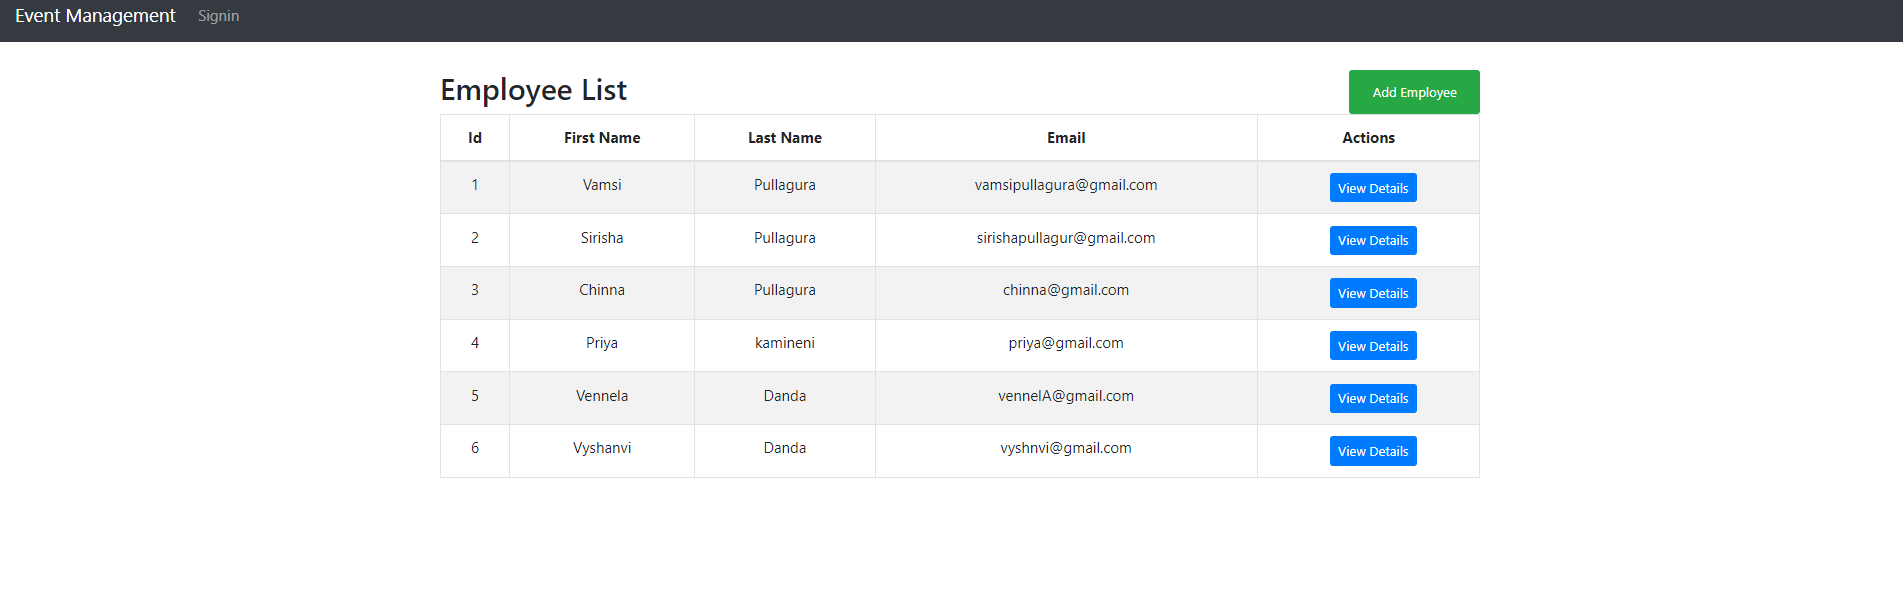 Event Management Signin
Employee List Add Employee
Id First Name Last Name Email Actions
1 Vamsi Pullagura vamsipullagura@gmail.com View Details
2 Sirisha Pullagura sirishapullagur@gmail.com View Details
3 Chinna Pullagura chinna@gmail.com View Details
4 Priya kamineni priya@gmail.com View Details
5 Vennela Danda vennelA@gmail.com View Details
6 Vyshanvi Danda vyshnvi@gmail.com View Details